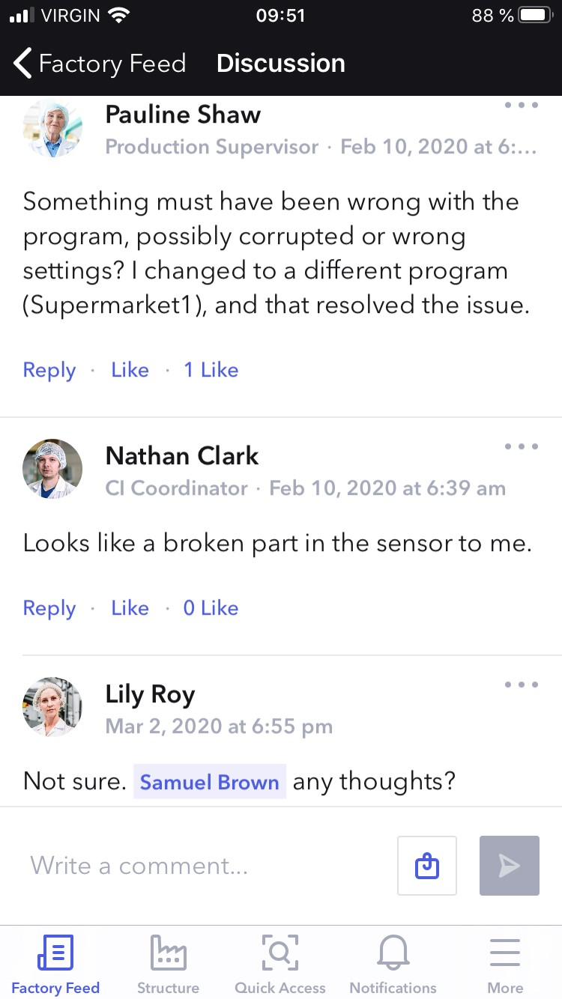 VIRGIN 09:51 88 %
Factory Feed Discussion
Pauline Shaw
Production Supervisor · Feb 10, 2020 at 6:...
Something must have been wrong with the
program, possibly corrupted or wrong
settings? I changed to a different program
(Supermarket1), and that resolved the issue.
Reply · Like · 1 Like
Nathan Clark
CI Coordinator · Feb 10, 2020 at 6:39 am
Looks like a broken part in the sensor to me.
Reply · Like · 0 Like
Lily Roy
Mar 2, 2020 at 6:55 pm
Not sure. Samuel Brown any thoughts?
Write a comment...
Factory Feed Structure Quick Access Notifications More